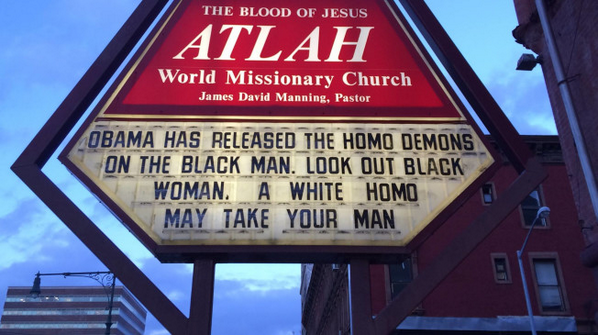 THE BLOOD OF JESUS
ATLAH
World Missionary Church
James David Manning, Pastor
OBAMA HAS RELEASED THE HOMO DEMONS
ON THE BLACK MAN. LOOK OUT BLACK
WOMAN. A WHITE HOMO
MAY TAKE YOUR MAN